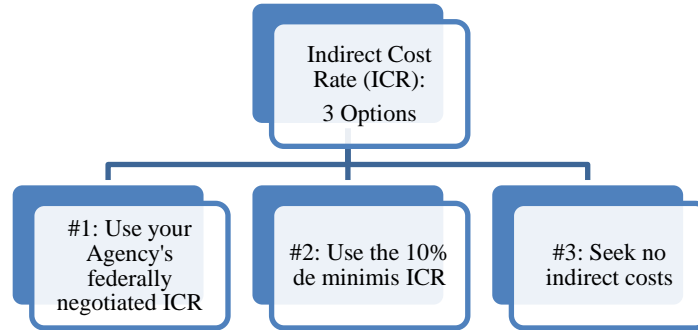 Indirect Cost
Rate (ICR):
3 Options
#1: Use your
Agency's
federally
negotiated ICR
#2: Use the 10%
de minimis ICR
#3: Seek no
indirect costs